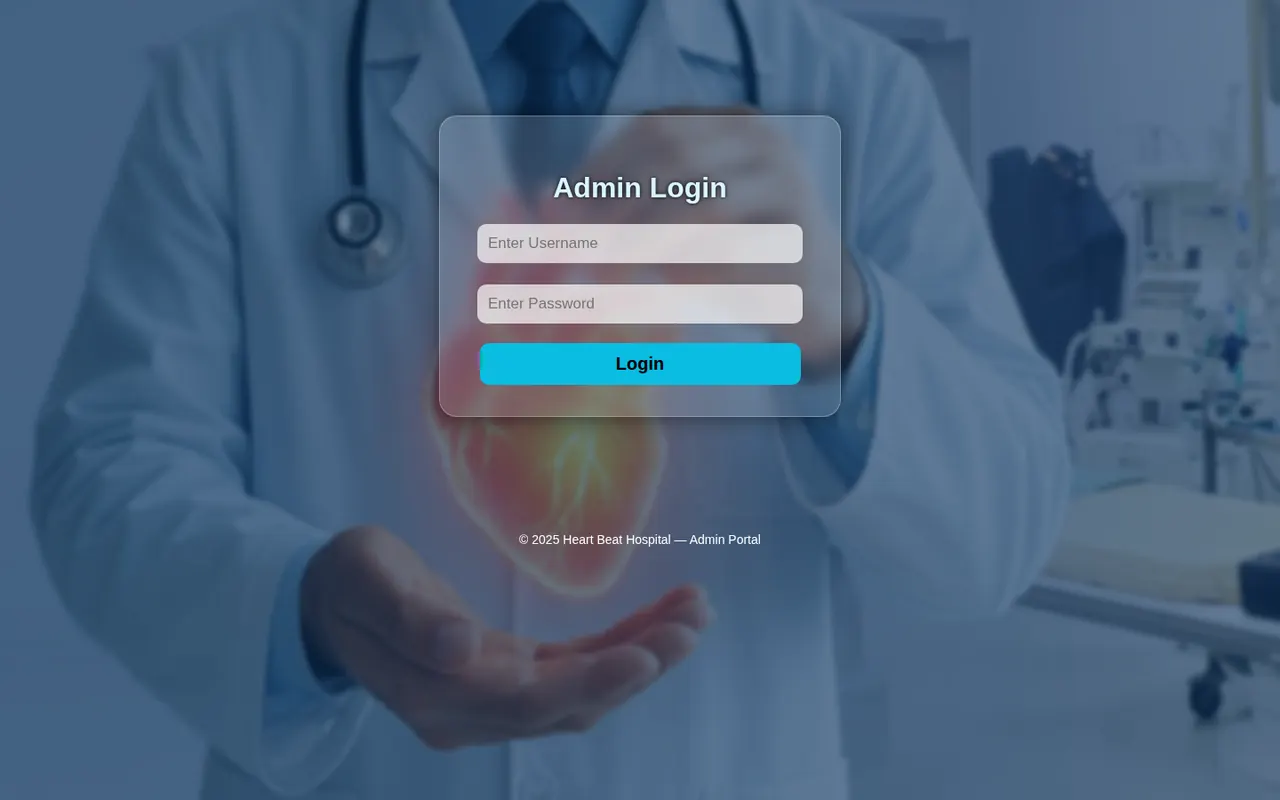 Admin Login
Enter Username
Enter Password
Login
© 2025 Heart Beat Hospital — Admin Portal